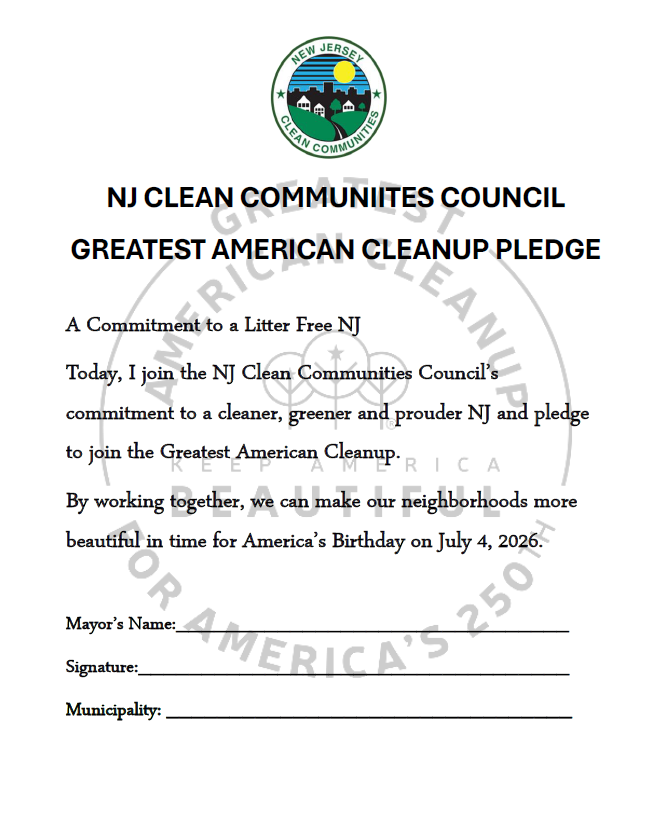 NEW JERSEY
CLEAN COMMUNITIES
NJ CLEAN COMMUNIITES COUNCIL
GREATEST AMERICAN CLEANUP PLEDGE
GREATEST
AMERICAN CLEANUP
A Commitment to a Litter Free NJ
Today, I join the NJ Clean Communities Council’s
commitment to a cleaner, greener and prouder NJ and pledge
®
to join the Greatest American Cleanup.
KEEP AMERICA
BEAUTIFUL
By working together, we can make our neighborhoods more
beautiful in time for America’s Birthday on July 4, 2026.
FOR AMERICA’S 250TH
Mayor’s Name:
Signature:
Municipality: